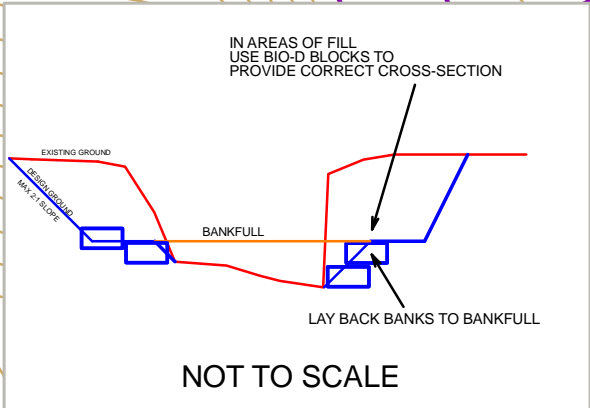 IN AREAS OF FILL
USE BIO-D BLOCKS TO
PROVIDE CORRECT CROSS-SECTION
EXISTING GROUND
DESIGN GROUND
MAX 2:1 SLOPE
BANKFULL
LAY BACK BANKS TO BANKFULL
NOT TO SCALE